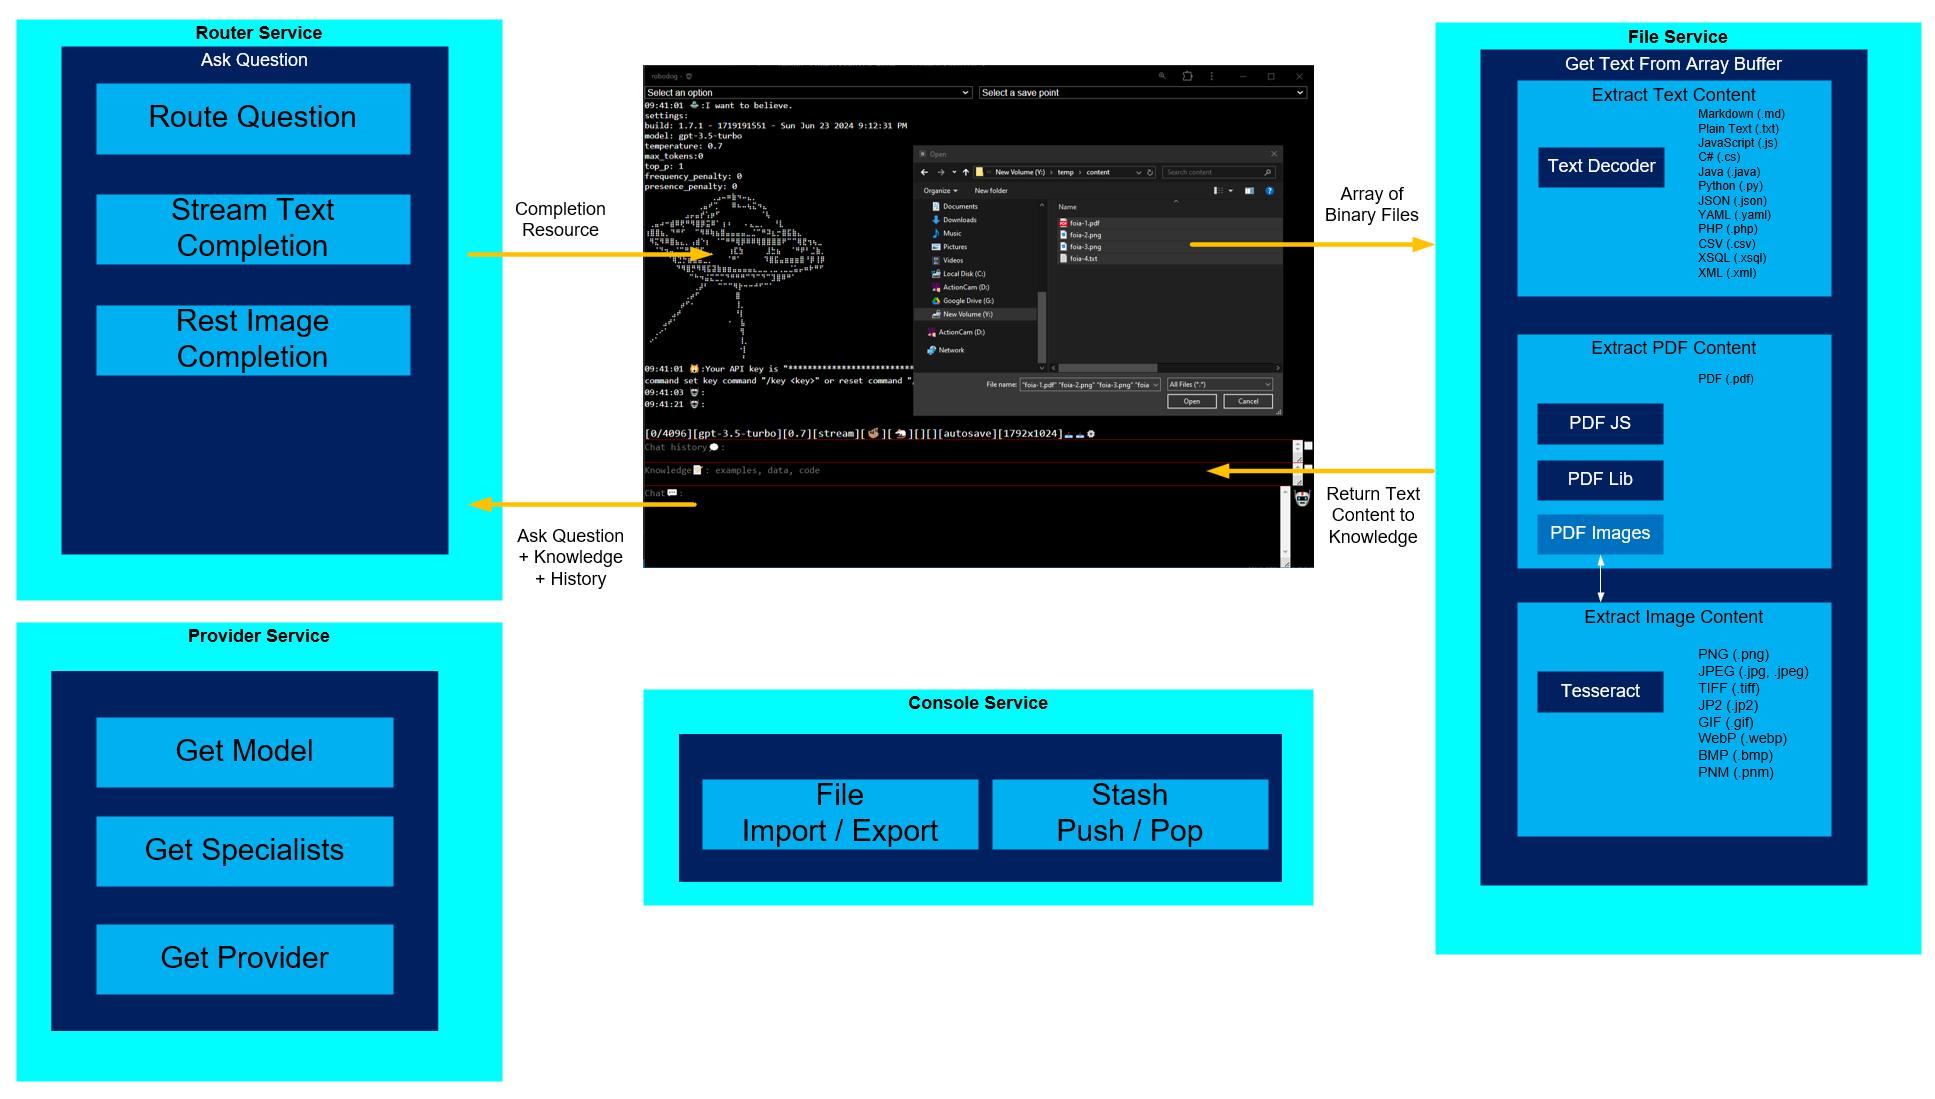 Router Service
Ask Question
Route Question
Stream Text
Completion
Rest Image
Completion
Completion
Resource
Ask Question
+ Knowledge
+ History
Provider Service
Get Model
Get Specialists
Get Provider
robodog -
Select an option
Select a save point
09:41:01 🛸:I want to believe.
settings:
build: 1.7.1 - 1719191551 - Sun Jun 23 2024 9:12:31 PM
model: gpt-3.5-turbo
temperature: 0.7
max_tokens:0
top_p: 1
frequency_penalty: 0
presence_penalty: 0
09:41:01 :Your API key is "****************************
command set key command "/key <key>" or reset command "
09:41:03 :
09:41:21 :
[0/4096][gpt-3.5-turbo][0.7][stream][🦥][🦡][][][autosave][1792x1024]
Chat history💭:
Knowledge📝: examples, data, code
Chat💬:
Open
New Volume (Y:) › temp › content
Search content
Organize
New folder
Documents
Downloads
Music
Pictures
Videos
Local Disk (C:)
ActionCam (D:)
Google Drive (G:)
New Volume (Y:)
ActionCam (D:)
Network
Name
foia-1.pdf
foia-2.png
foia-3.png
foia-4.txt
File name:
"foia-1.pdf" "foia-2.png" "foia-3.png" "foia
All Files (*.*)
Open
Cancel
Array of
Binary Files
Return Text
Content to
Knowledge
Console Service
File
Import / Export
Stash
Push / Pop
File Service
Get Text From Array Buffer
Extract Text Content
Text Decoder
Markdown (.md)
Plain Text (.txt)
JavaScript (.js)
C# (.cs)
Java (.java)
Python (.py)
JSON (.json)
YAML (.yaml)
PHP (.php)
CSV (.csv)
XSQL (.xsql)
XML (.xml)
Extract PDF Content
PDF (.pdf)
PDF JS
PDF Lib
PDF Images
Extract Image Content
Tesseract
PNG (.png)
JPEG (.jpg, .jpeg)
TIFF (.tiff)
JP2 (.jp2)
GIF (.gif)
WebP (.webp)
BMP (.bmp)
PNM (.pnm)